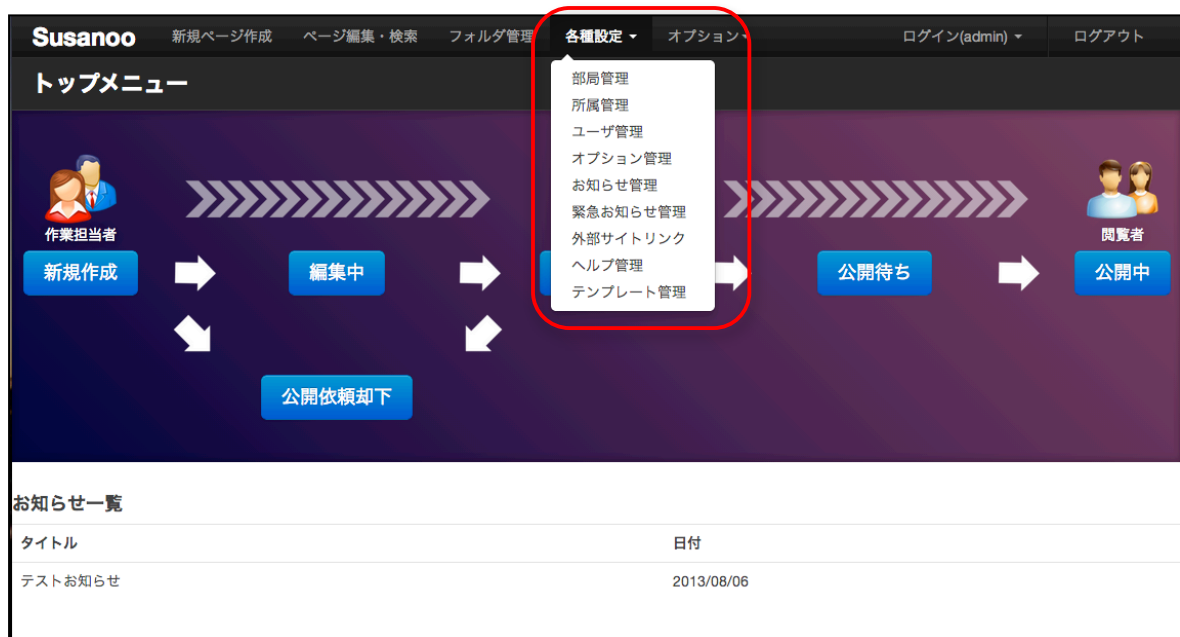 Susanoo 新規ページ作成 ページ編集・検索 フォルダ管理 各種設定 オプション ログイン(admin) ログアウト
トップメニュー
部局管理
所属管理
ユーザ管理
オプション管理
お知らせ管理
緊急お知らせ管理
外部サイトリンク
ヘルプ管理
テンプレート管理
作業担当者 閲覧者
新規作成 編集中 公開待ち 公開中
公開依頼却下
お知らせ一覧
タイトル 日付
テストお知らせ 2013/08/06